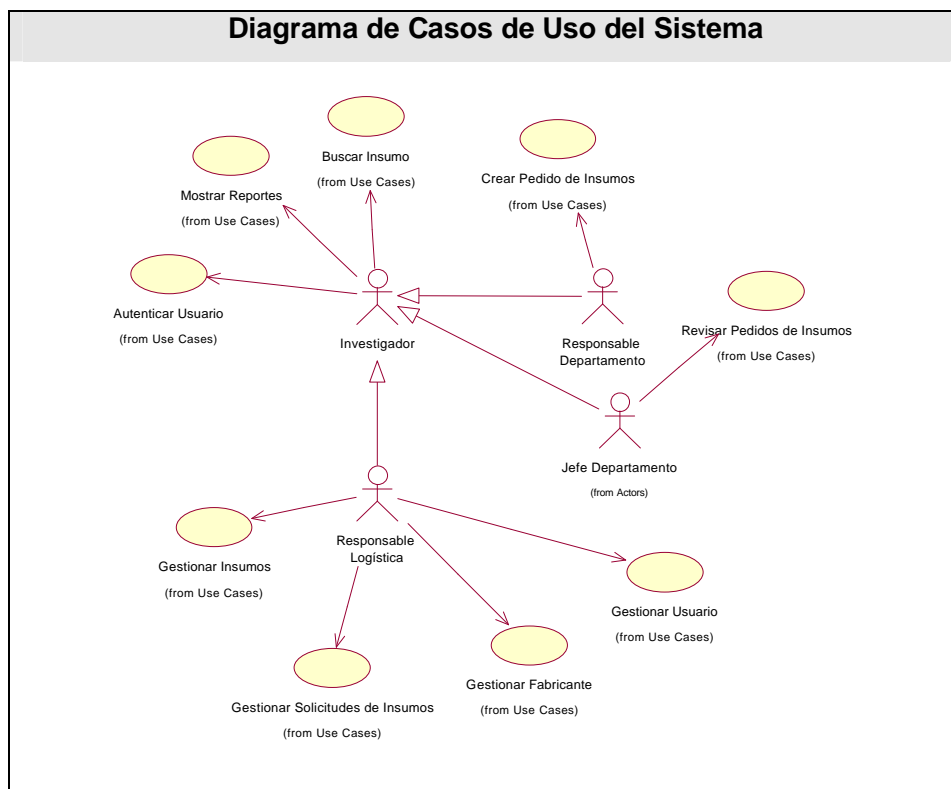 Diagrama de Casos de Uso del Sistema
Buscar Insumo
(from Use Cases)
Crear Pedido de Insumos
(from Use Cases)
Mostrar Reportes
(from Use Cases)
Autenticar Usuario
(from Use Cases)
Investigador
Responsable
Departamento
Revisar Pedidos de Insumos
(from Use Cases)
Jefe Departamento
(from Actors)
Responsable
Logística
Gestionar Insumos
(from Use Cases)
Gestionar Usuario
(from Use Cases)
Gestionar Fabricante
(from Use Cases)
Gestionar Solicitudes de Insumos
(from Use Cases)